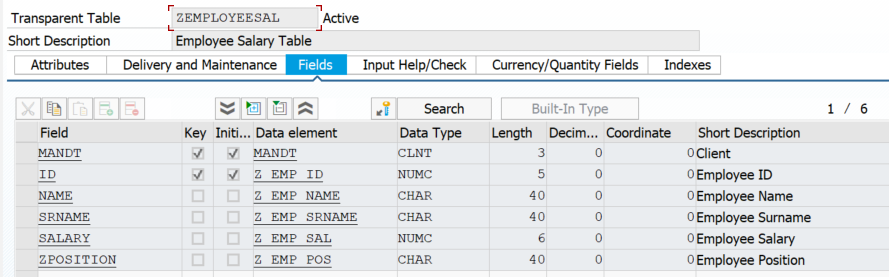 Transparent Table ZEMPLOYEESAL Active
Short Description Employee Salary Table
Attributes Delivery and Maintenance Fields Input Help/Check Currency/Quantity Fields Indexes
Search Built-In Type 1 / 6
Field Key Initi... Data element Data Type Length Decim... Coordinate Short Description
MANDT MANDT CLNT 3 0 0 Client
ID Z_EMP_ID NUMC 5 0 0 Employee ID
NAME Z_EMP_NAME CHAR 40 0 0 Employee Name
SRNAME Z_EMP_SRNAME CHAR 40 0 0 Employee Surname
SALARY Z_EMP_SAL NUMC 6 0 0 Employee Salary
ZPOSITION Z_EMP_POS CHAR 40 0 0 Employee Position